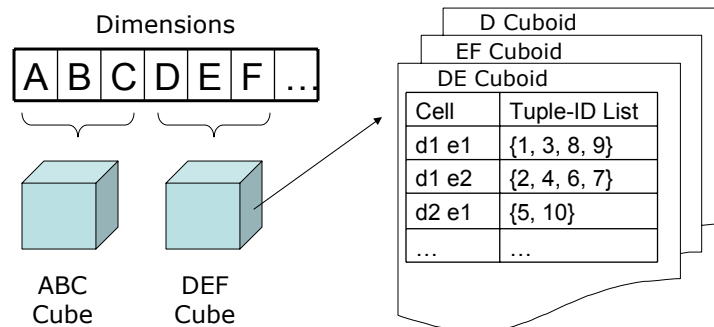 Dimensions
A B C D E F ...
ABC
Cube
DEF
Cube
D Cuboid
EF Cuboid
DE Cuboid
Cell Tuple-ID List
d1 e1 {1, 3, 8, 9}
d1 e2 {2, 4, 6, 7}
d2 e1 {5, 10}
... ...